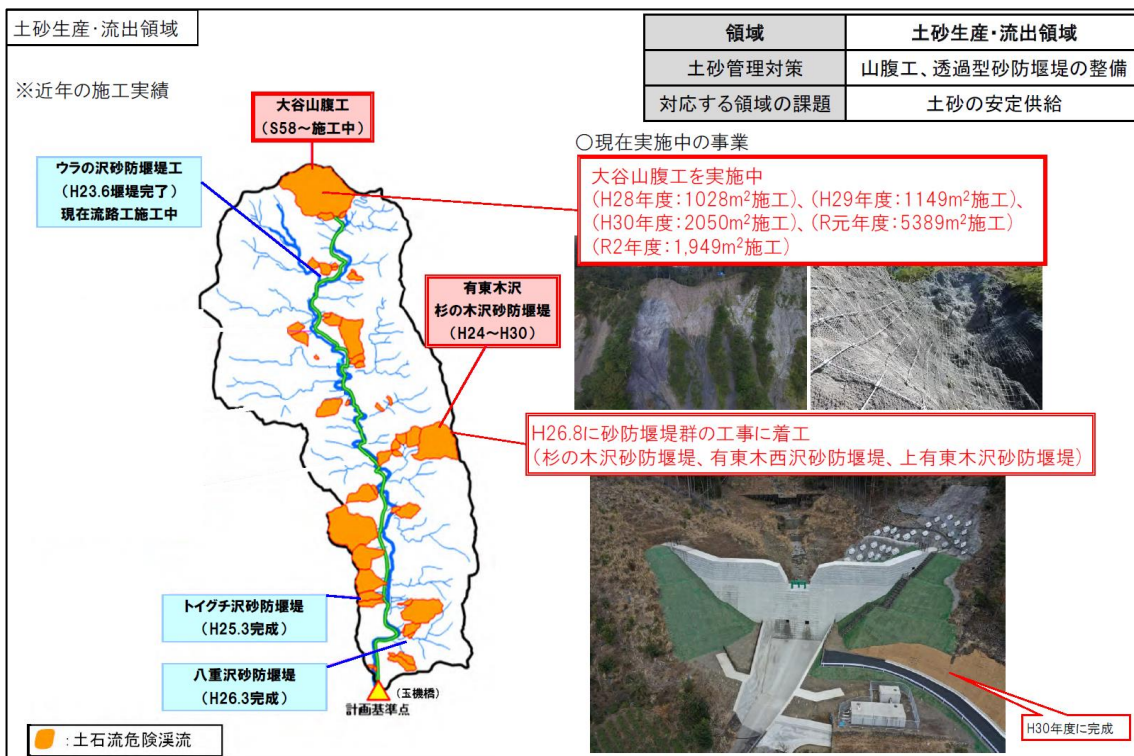 土砂生産・流出領域
領域 土砂生産・流出領域
土砂管理対策 山腹工、透過型砂防堰堤の整備
対応する領域の課題 土砂の安定供給
※近年の施工実績
大谷山腹工
(S58～施工中)
ウラの沢砂防堰堤工
(H23.6堰堤完了)
現在流路工施工中
有東木沢
杉の木沢砂防堰堤
(H24～H30)
トイグチ沢砂防堰堤
(H25.3完成)
八重沢砂防堰堤
(H26.3完成)
(玉機橋)
計画基準点
：土石流危険渓流
○現在実施中の事業
大谷山腹工を実施中
(H28年度：1028m²施工)、(H29年度：1149m²施工)、
(H30年度：2050m²施工)、(R元年度：5389m²施工)
(R2年度：1,949m²施工)
H26.8に砂防堰堤群の工事に着工
(杉の木沢砂防堰堤、有東木西沢砂防堰堤、上有東木沢砂防堰堤)
H30年度に完成